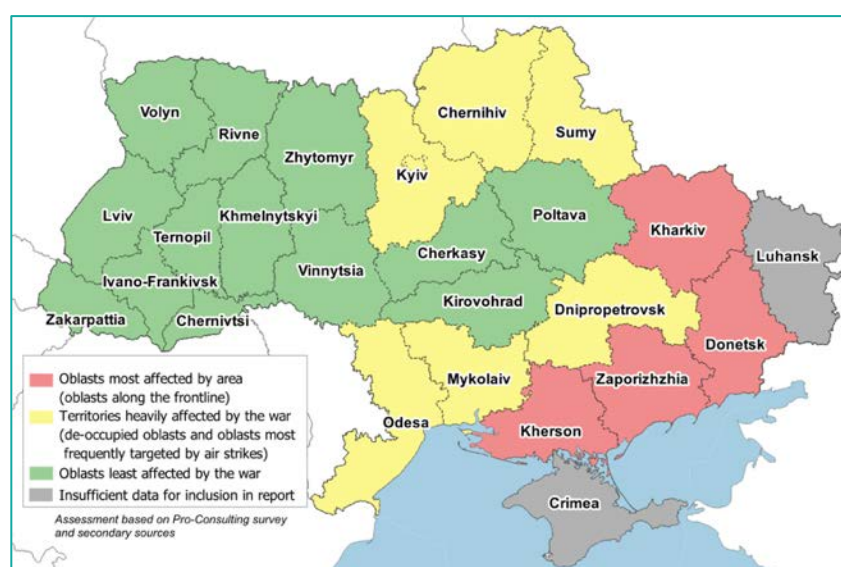 Volyn
Rivne
Zhytomyr
Chernihiv
Sumy
Kyiv
Lviv
Ternopil
Khmelnytskyi
Poltava
Kharkiv
Luhansk
Cherkasy
Vinnytsia
Ivano-Frankivsk
Kirovohrad
Zakarpattia
Chernivtsi
Dnipropetrovsk
Donetsk
Mykolaiv
Zaporizhzhia
Odesa
Kherson
Crimea
Oblasts most affected by area
(oblasts along the frontline)
Territories heavily affected by the war
(de-occupied oblasts and oblasts most
frequently targeted by air strikes)
Oblasts least affected by the war
Insufficient data for inclusion in report
Assessment based on Pro-Consulting survey
and secondary sources